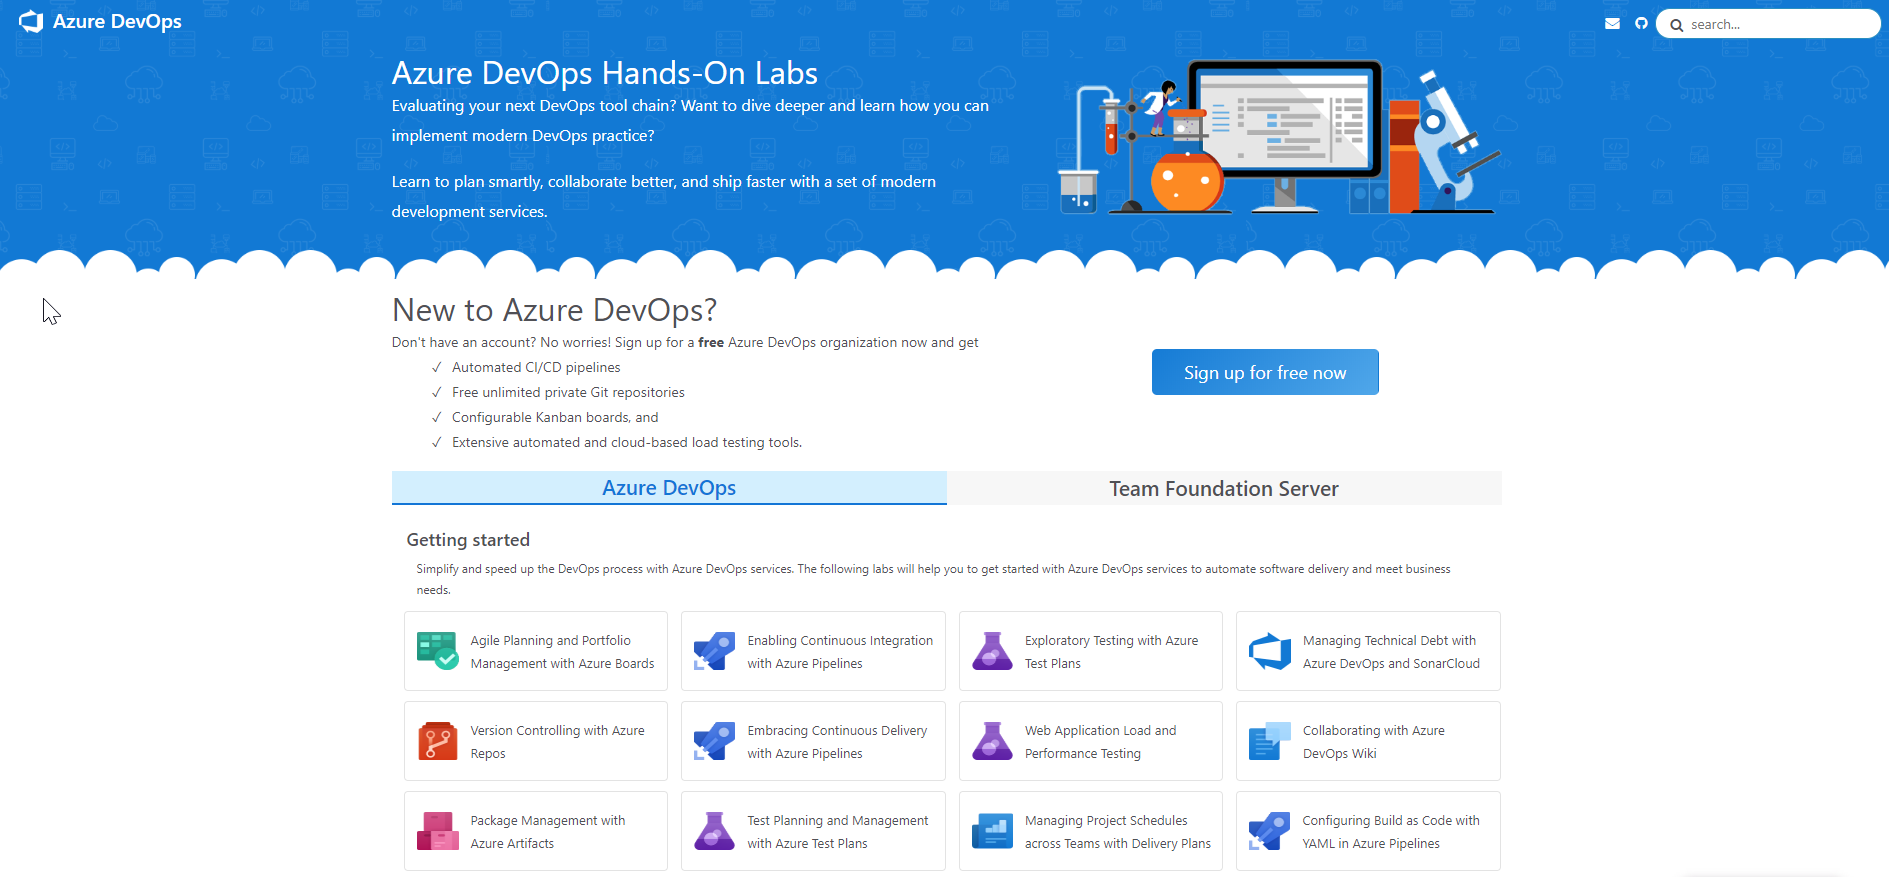 Azure DevOps
search...
Azure DevOps Hands-On Labs
Evaluating your next DevOps tool chain? Want to dive deeper and learn how you can
implement modern DevOps practice?
Learn to plan smartly, collaborate better, and ship faster with a set of modern
development services.
New to Azure DevOps?
Don't have an account? No worries! Sign up for a free Azure DevOps organization now and get
✓ Automated CI/CD pipelines
✓ Free unlimited private Git repositories
✓ Configurable Kanban boards, and
✓ Extensive automated and cloud-based load testing tools.
Sign up for free now
Azure DevOps
Team Foundation Server
Getting started
Simplify and speed up the DevOps process with Azure DevOps services. The following labs will help you to get started with Azure DevOps services to automate software delivery and meet business
needs.
Agile Planning and Portfolio
Management with Azure Boards
Enabling Continuous Integration
with Azure Pipelines
Exploratory Testing with Azure
Test Plans
Managing Technical Debt with
Azure DevOps and SonarCloud
Version Controlling with Azure
Repos
Embracing Continuous Delivery
with Azure Pipelines
Web Application Load and
Performance Testing
Collaborating with Azure
DevOps Wiki
Package Management with
Azure Artifacts
Test Planning and Management
with Azure Test Plans
Managing Project Schedules
across Teams with Delivery Plans
Configuring Build as Code with
YAML in Azure Pipelines